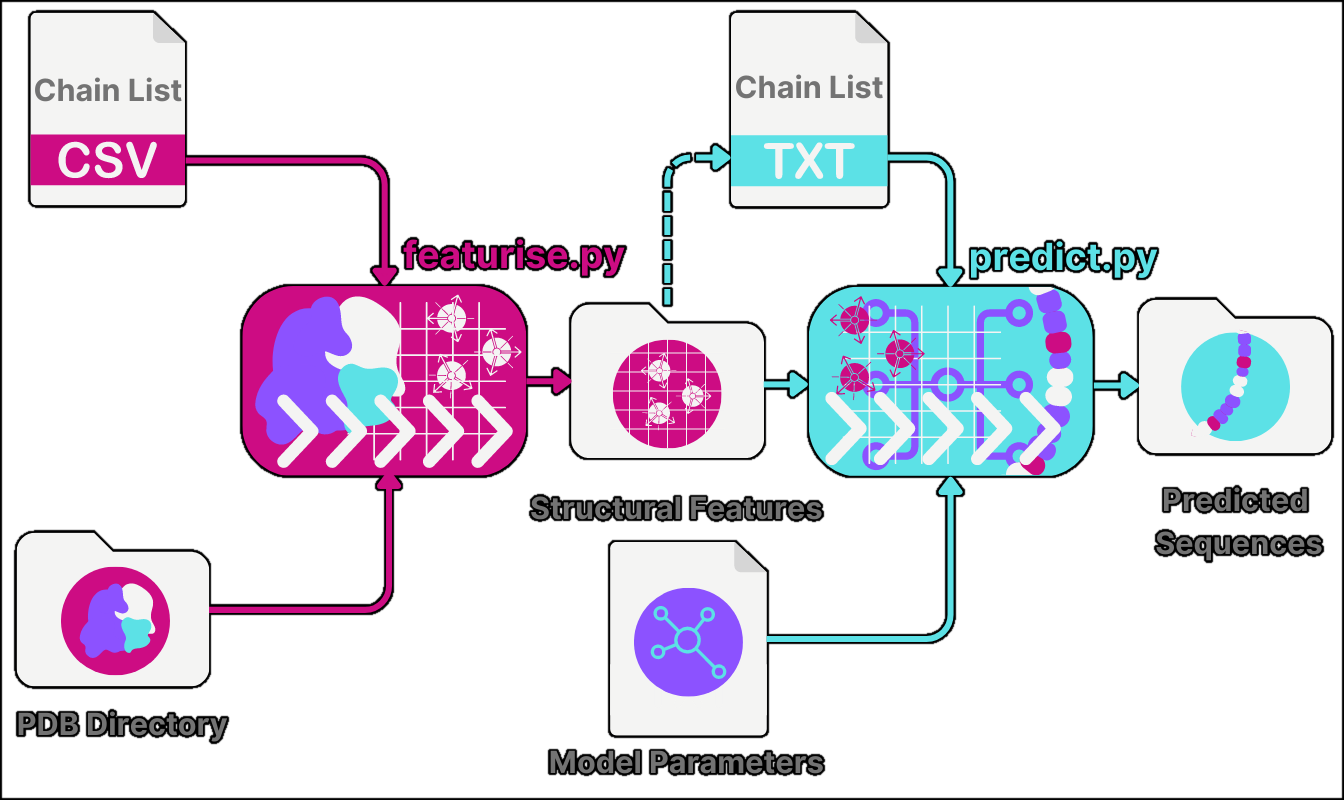 Chain List
CSV
Chain List
TXT
featurise.py
predict.py
Structural Features
Predicted
Sequences
PDB Directory
Model Parameters